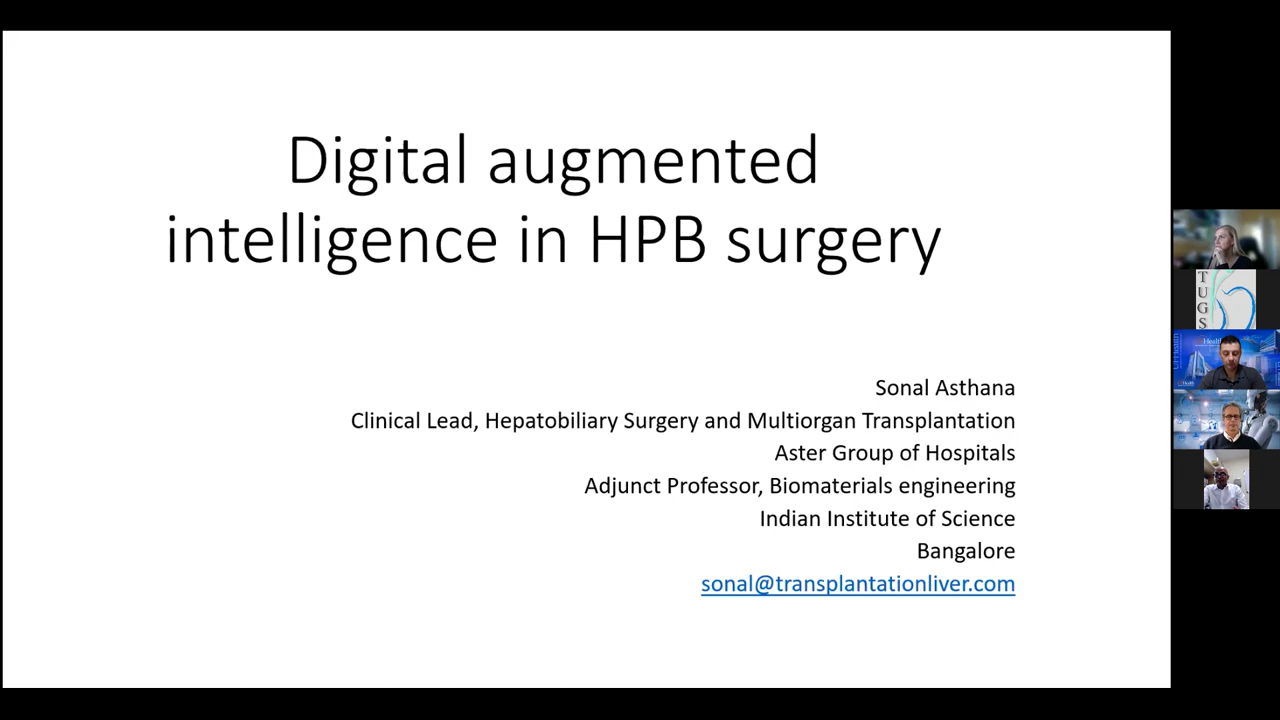 Digital augmented
intelligence in HPB surgery
Sonal Asthana
Clinical Lead, Hepatobiliary Surgery and Multiorgan Transplantation
Aster Group of Hospitals
Adjunct Professor, Biomaterials engineering
Indian Institute of Science
Bangalore
sonal@transplantationliver.com
TUGS